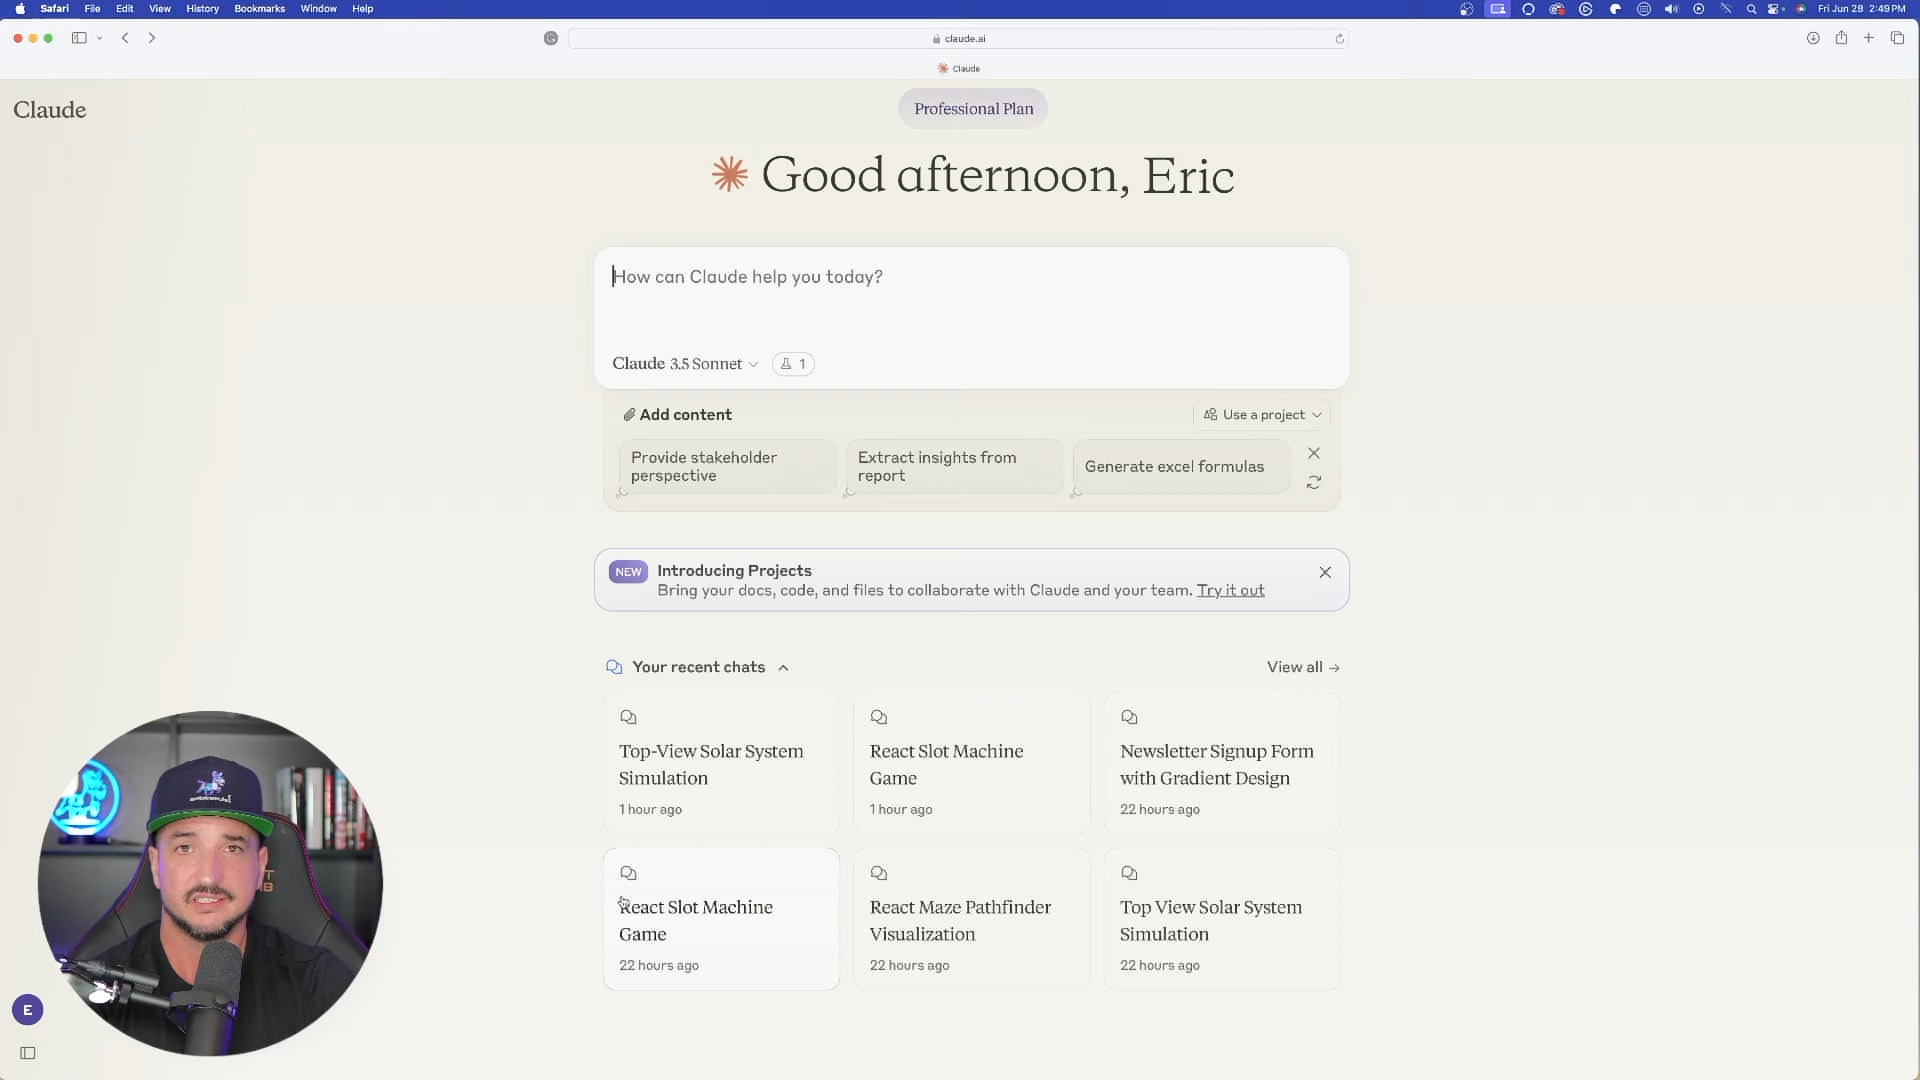 Safari File Edit View History Bookmarks Window Help
Fri Jun 28 2:49 PM
claude.ai
Claude
Claude
Professional Plan
Good afternoon, Eric
How can Claude help you today?
Claude 3.5 Sonnet
1
Add content
Use a project
Provide stakeholder
perspective
Extract insights from
report
Generate excel formulas
NEW
Introducing Projects
Bring your docs, code, and files to collaborate with Claude and your team. Try it out
Your recent chats
View all →
Top-View Solar System
Simulation
1 hour ago
React Slot Machine
Game
1 hour ago
Newsletter Signup Form
with Gradient Design
22 hours ago
React Slot Machine
Game
22 hours ago
React Maze Pathfinder
Visualization
22 hours ago
Top View Solar System
Simulation
22 hours ago
E